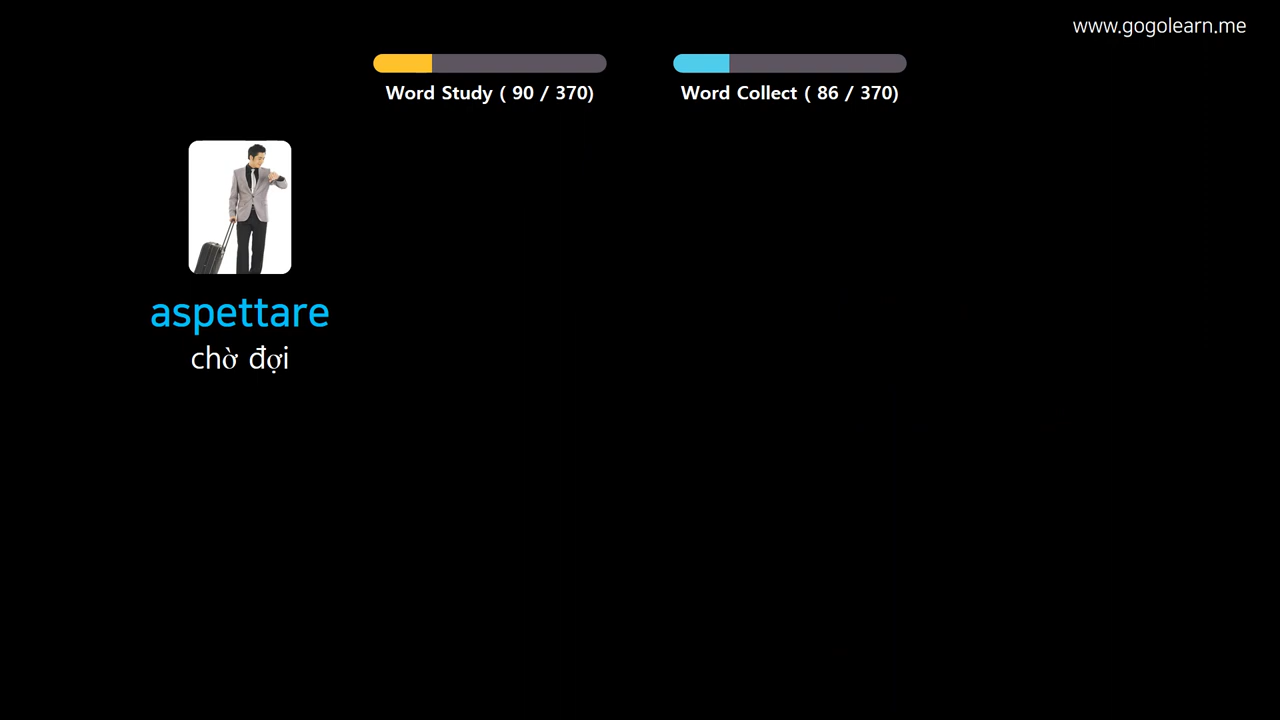 www.gogolearn.me
Word Study ( 90 / 370)
Word Collect ( 86 / 370)
aspettare
chờ đợi